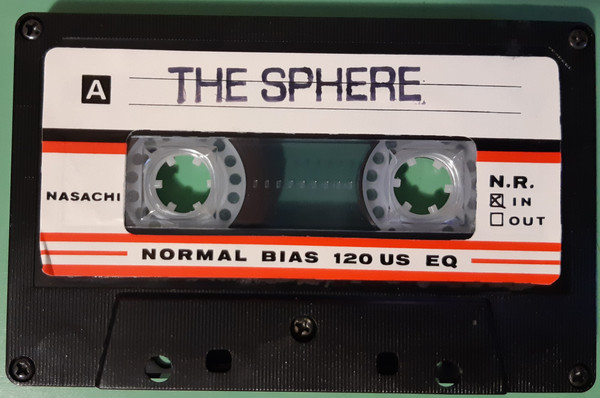 A
THE SPHERE
NASACHI
N.R.
IN
OUT
NORMAL BIAS 120 US EQ